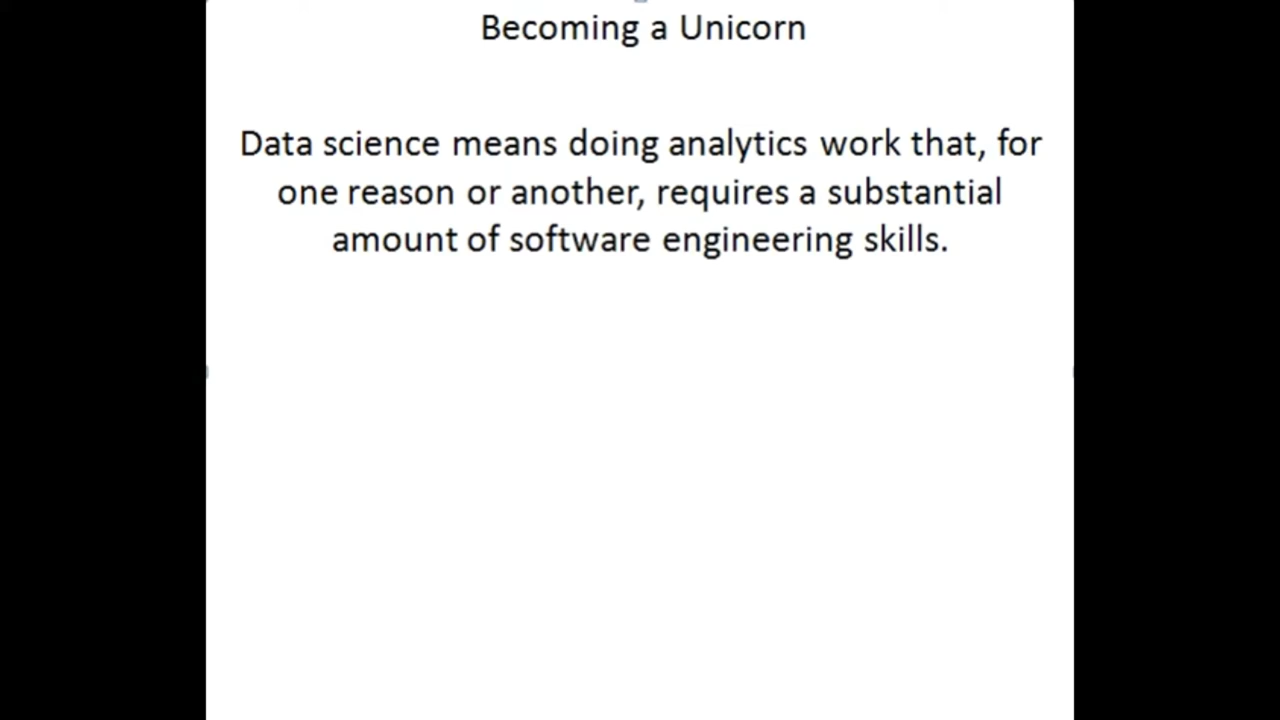 Becoming a Unicorn
Data science means doing analytics work that, for
one reason or another, requires a substantial
amount of software engineering skills.